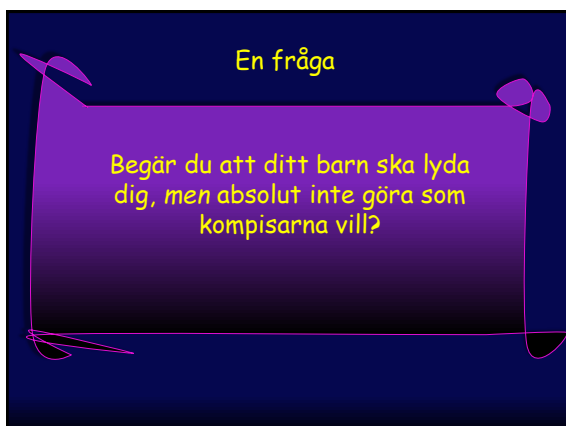 En fråga
Begär du att ditt barn ska lyda
dig, men absolut inte göra som
kompisarna vill?